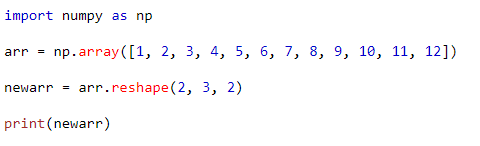 import numpy as np
arr = np.array([1, 2, 3, 4, 5, 6, 7, 8, 9, 10, 11, 12])
newarr = arr.reshape(2, 3, 2)
print(newarr)